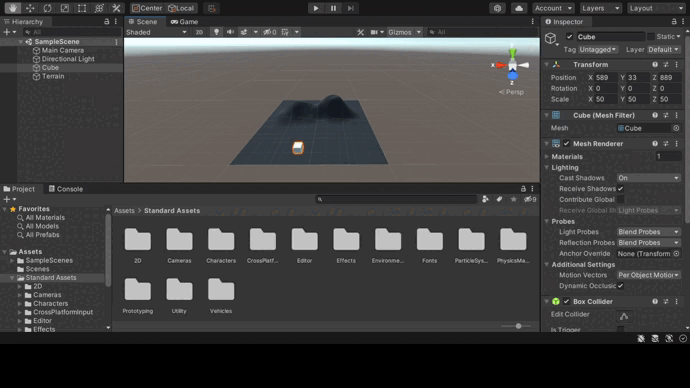 Center Local Account Layers Layout
Hierarchy Scene Game Inspector
All
Shaded 2D 0 Gizmos All
SampleScene
Main Camera
Directional Light
Cube
Terrain
x y z
< Persp
Cube Static
Tag Untagged Layer Default
Transform
Position X 589 Y 33 Z 889
Rotation X 0 Y 0 Z 0
Scale X 50 Y 50 Z 50
Cube (Mesh Filter)
Mesh Cube
Mesh Renderer
Materials 1
Lighting
Cast Shadows On
Receive Shadows
Contribute Global
Receive Global Ill Light Probes
Probes
Light Probes Blend Probes
Reflection Probes Blend Probes
Anchor Override None (Transform
Additional Settings
Motion Vectors Per Object Motion
Dynamic Occlusic
Box Collider
Edit Collider
Is Trigger
Project Console
9
Favorites
All Materials
All Models
All Prefabs
Assets
SampleScenes
Scenes
Standard Assets
2D
Cameras
Characters
CrossPlatformInput
Editor
Effects
Assets > Standard Assets
2D Cameras Characters CrossPlatf... Editor Effects Environme... Fonts ParticleSys... PhysicsMa...
Prototyping Utility Vehicles